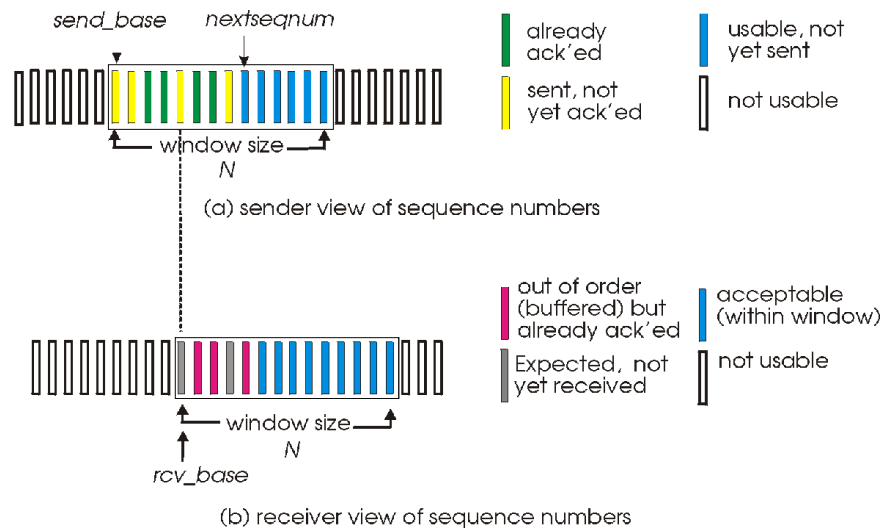 send_base
nextseqnum
already
ack'ed
usable, not
yet sent
sent, not
yet ack'ed
not usable
window size
N
(a) sender view of sequence numbers
out of order
(buffered) but
already ack'ed
acceptable
(within window)
Expected, not
yet received
not usable
window size
N
rcv_base
(b) receiver view of sequence numbers